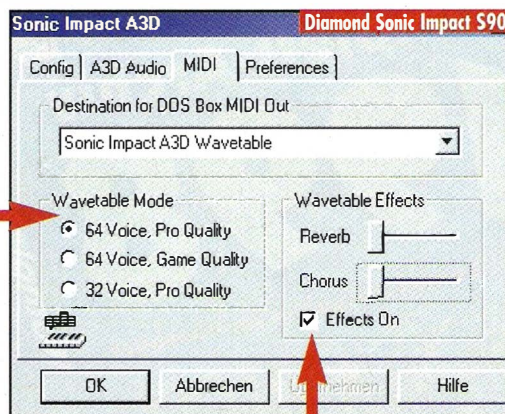 Sonic Impact A3D
Diamond Sonic Impact S90
Config A3D Audio MIDI Preferences
Destination for DOS Box MIDI Out
Sonic Impact A3D Wavetable
Wavetable Mode
64 Voice, Pro Quality
64 Voice, Game Quality
32 Voice, Pro Quality
Wavetable Effects
Reverb
Chorus
Effects On
OK Abbrechen Hilfe